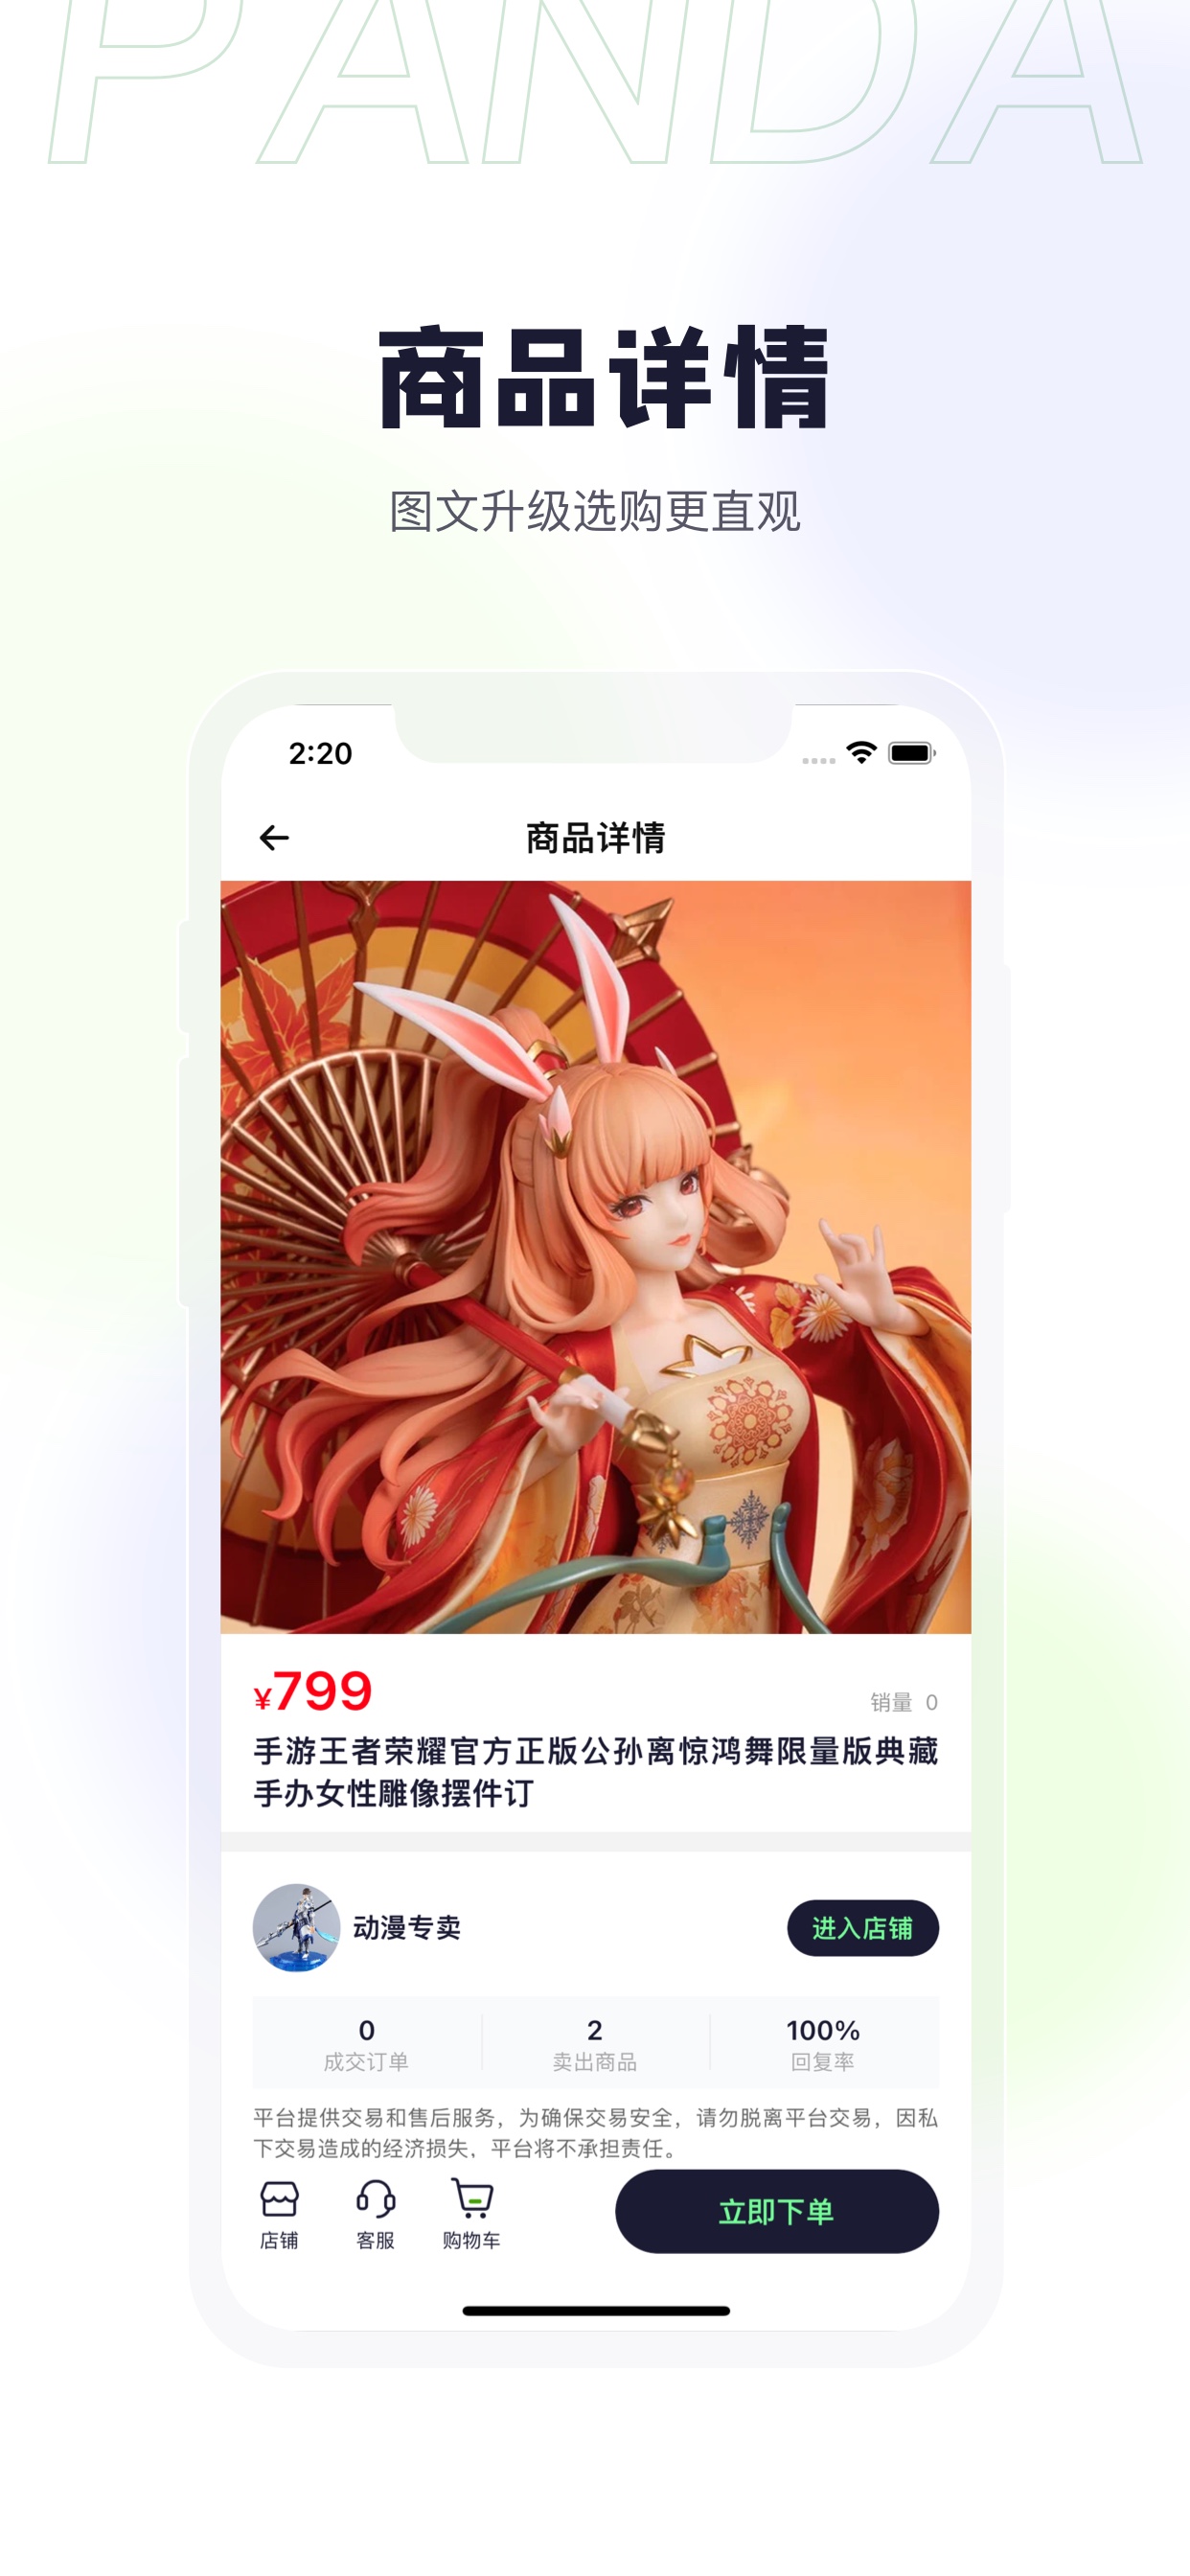 PANDA
商品详情
图文升级选购更直观
2:20
商品详情
¥799
销量 0
手游王者荣耀官方正版公孙离惊鸿舞限量版典藏
手办女性雕像摆件订
动漫专卖
进入店铺
0
2
100%
成交订单
卖出商品
回复率
平台提供交易和售后服务，为确保交易安全，请勿脱离平台交易，因私
下交易造成的经济损失，平台将不承担责任。
店铺
客服
购物车
立即下单